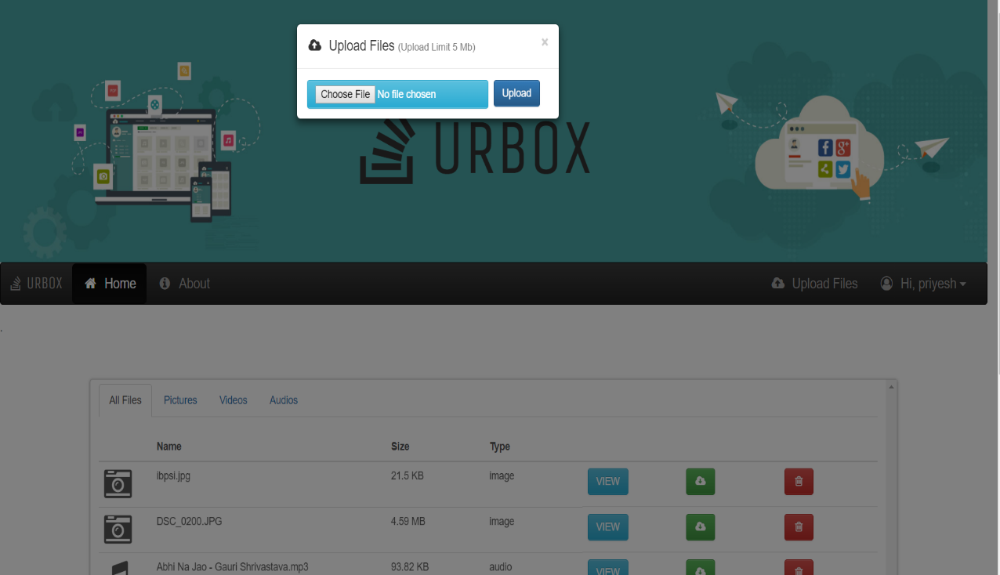 Upload Files (Upload Limit 5 Mb) ×
Choose File No file chosen Upload
URBOX
URBOX Home About Upload Files Hi, priyesh
.
All Files Pictures Videos Audios
Name Size Type
ibpsi.jpg 21.5 KB image VIEW
DSC_0200.JPG 4.59 MB image VIEW
Abhi Na Jao - Gauri Shrivastava.mp3 93.82 KB audio VIEW